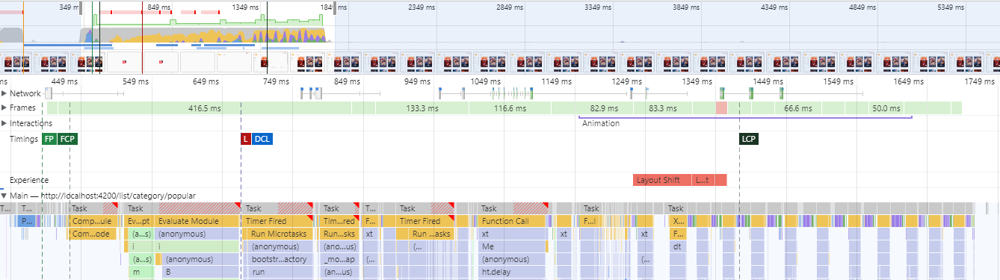 349 m 849 ms 1349 ms 184 ms 2349 ms 2849 ms 3349 ms 3849 ms 4349 ms 4849 ms 5349 ms
ms 449 ms 549 ms 649 ms 749 ms 849 ms 949 ms 1049 ms 1149 ms 1249 ms 1349 ms 1449 ms 1549 ms 1649 ms 1749 ms
Network
Frames 416.5 ms 133.3 ms 116.6 ms 82.9 ms 83.3 ms 66.6 ms 50.0 ms
Interactions Animation
Timings FP FCP L DCL LCP
Experience Layout Shift L...t
Main — http://localhost:4200/list/category/popular
T... T... Task Task Task Task Task Task Task Task
P... Comp...ule Ev...pt Evaluate Module Timer Fired Tim...red F... Timer Fired Function Call F...l X...
Com...ode (a...s) (anonymous) Run Microtasks Run...sks xt Run ...asks xt xt xt F...
i i (anonymous) (ano...us) (... Me dt
(a...s) (anonymous) bootstr...actory _mo...ap (... (anonymous) (...
m B run (an...us) ht.delay